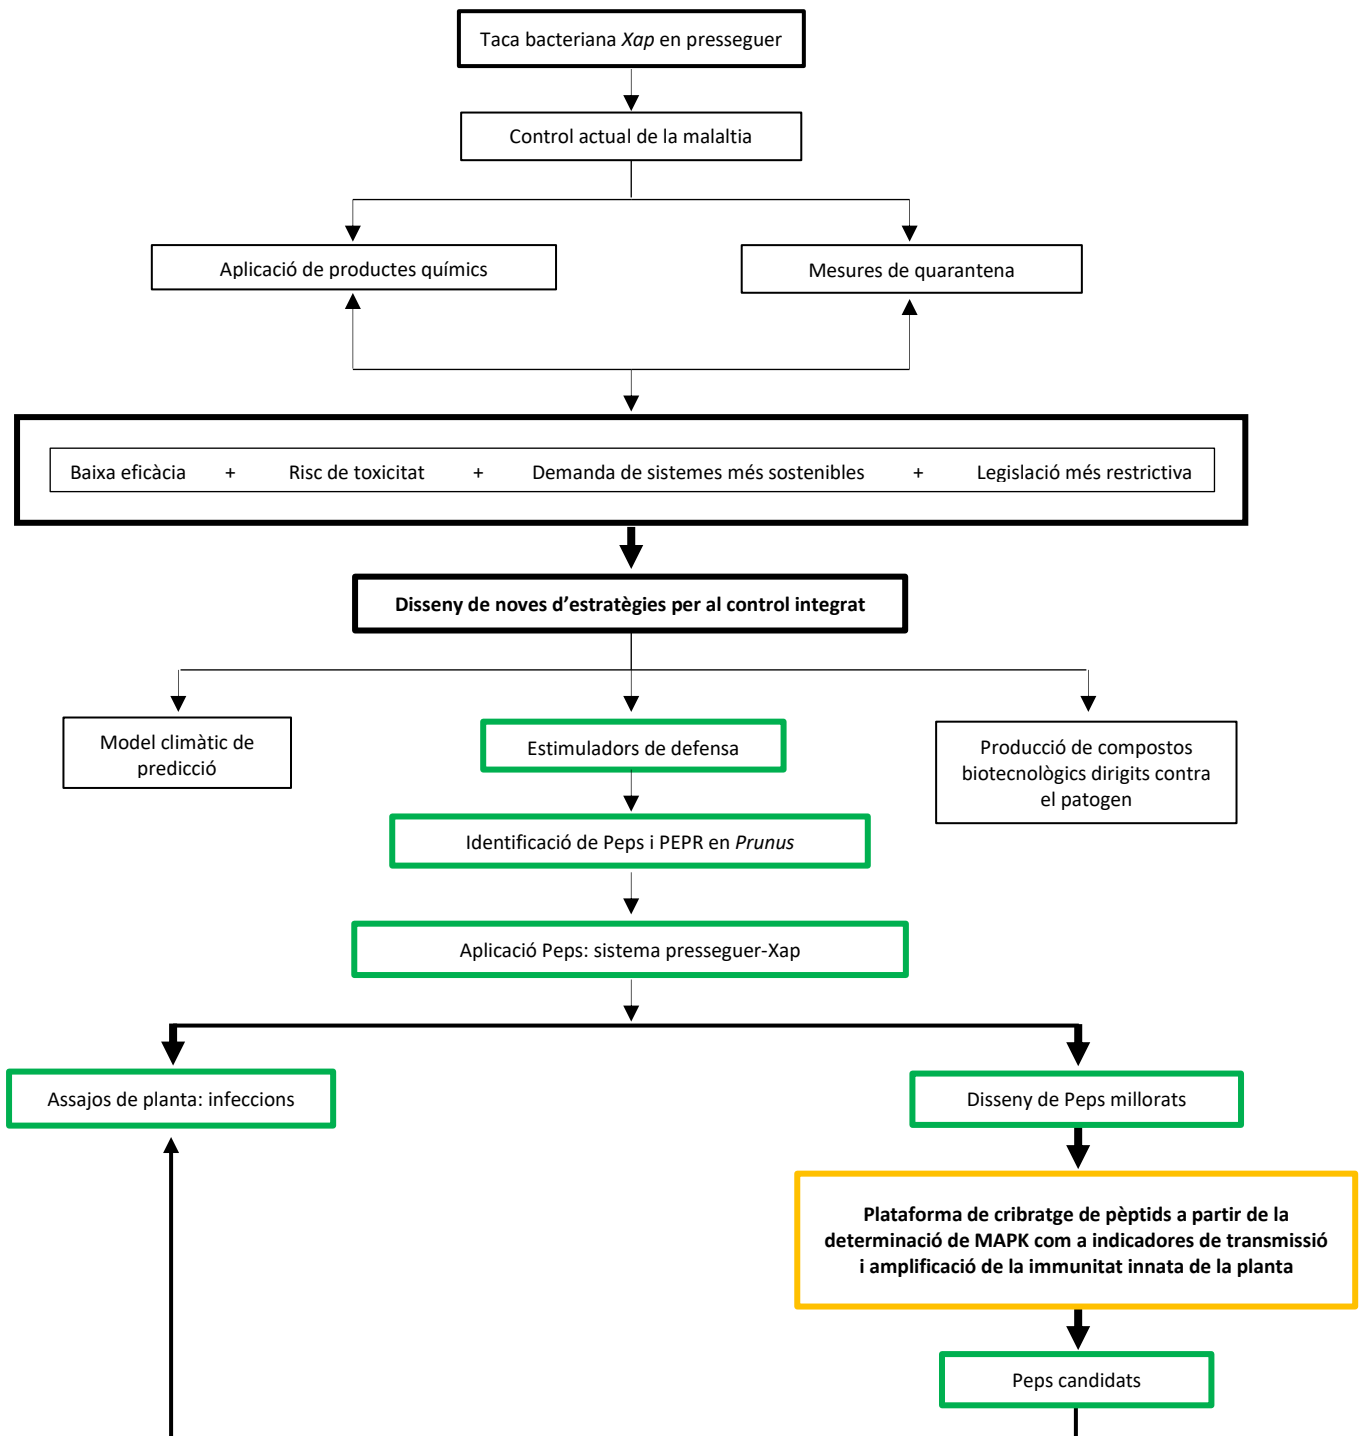 Taca bacteriana Xap en presseguer
Control actual de la malaltia
Aplicació de productes químics
Mesures de quarantena
Baixa eficàcia + Risc de toxicitat + Demanda de sistemes més sostenibles + Legislació més restrictiva
Disseny de noves d’estratègies per al control integrat
Model climàtic de
predicció
Estimuladors de defensa
Producció de compostos
biotecnològics dirigits contra
el patogen
Identificació de Peps i PEPR en Prunus
Aplicació Peps: sistema presseguer-Xap
Assajos de planta: infeccions
Disseny de Peps millorats
Plataforma de cribratge de pèptids a partir de la
determinació de MAPK com a indicadores de transmissió
i amplificació de la immunitat innata de la planta
Peps candidats